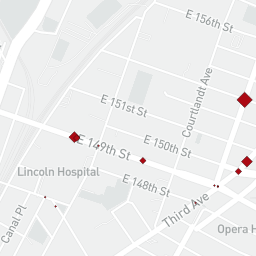 E 156th St
Courtlandt Ave
E 151st St
E 150th St
E 149th St
Lincoln Hospital
E 148th St
Third Ave
Canal Pl
Opera H